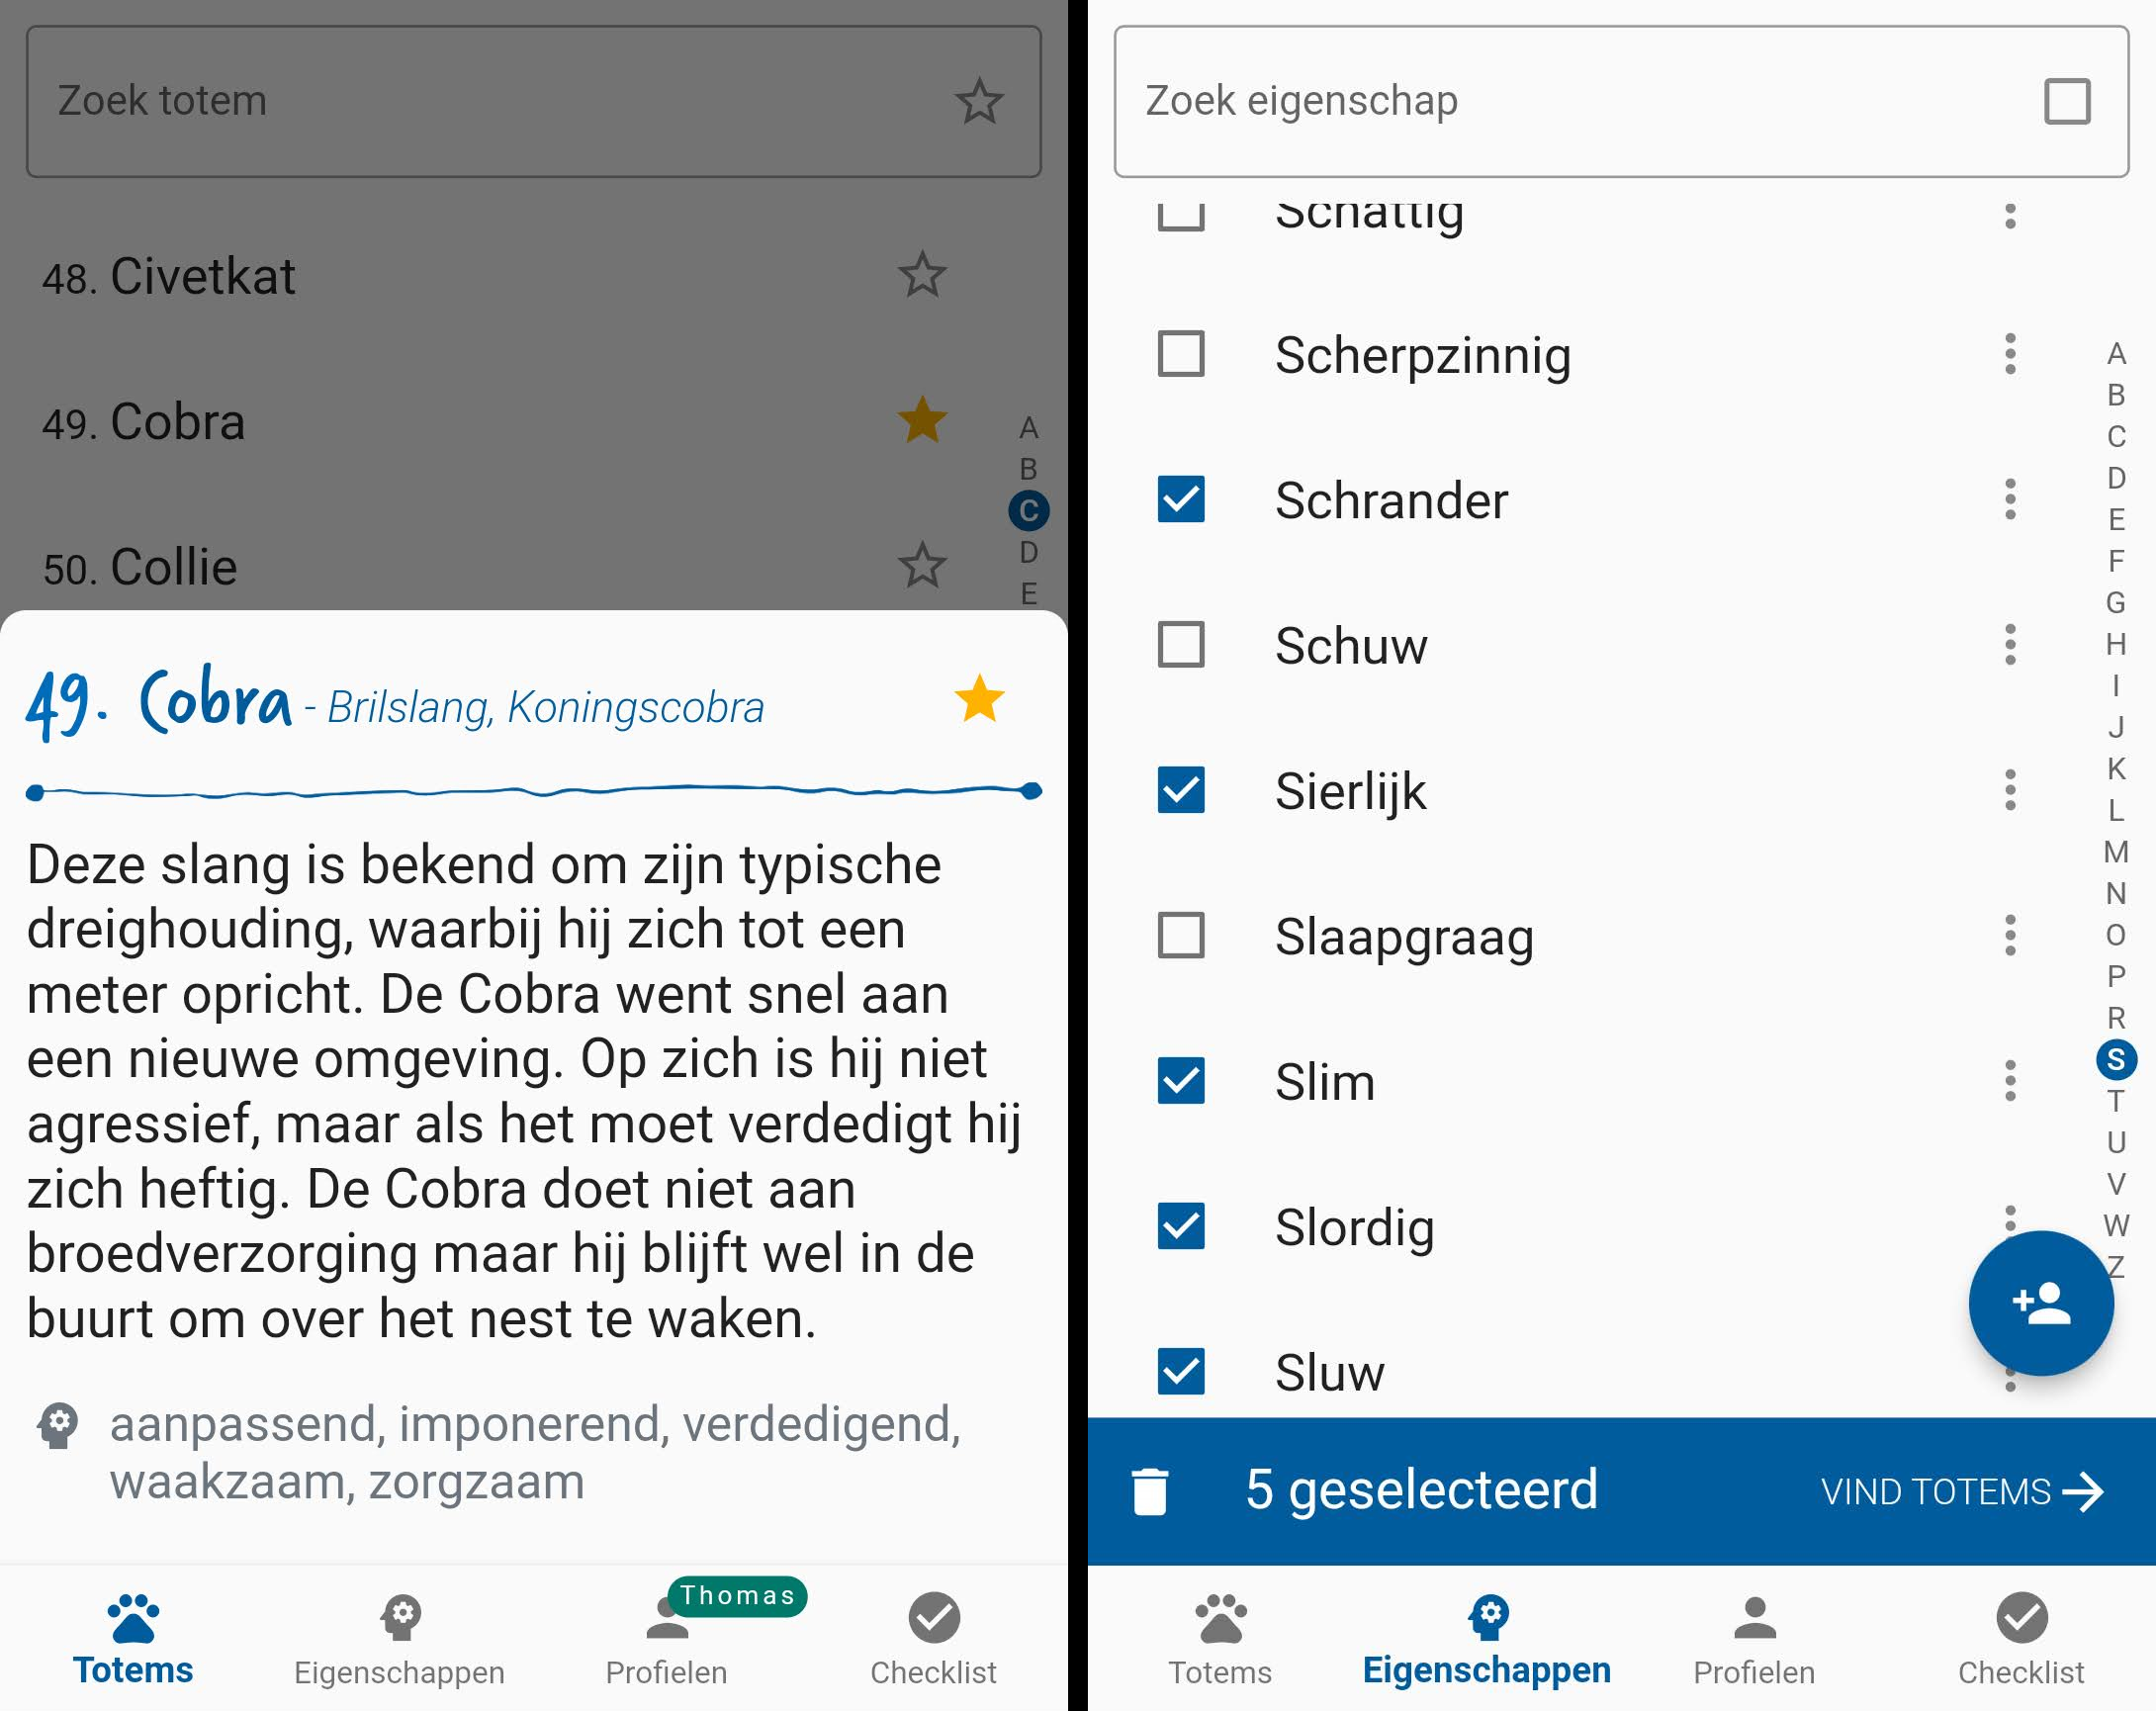 Zoek totem
48. Civetkat
49. Cobra
50. Collie
A
B
C
D
E
49. Cobra - Brilslang, Koningscobra
Deze slang is bekend om zijn typische
dreighouding, waarbij hij zich tot een
meter opricht. De Cobra went snel aan
een nieuwe omgeving. Op zich is hij niet
agressief, maar als het moet verdedigt hij
zich heftig. De Cobra doet niet aan
broedverzorging maar hij blijft wel in de
buurt om over het nest te waken.
aanpassend, imponerend, verdedigend,
waakzaam, zorgzaam
Thomas
Totems
Eigenschappen
Profielen
Checklist
Zoek eigenschap
Schattig
Scherpzinnig
Schrander
Schuw
Sierlijk
Slaapgraag
Slim
Slordig
Sluw
A
B
C
D
E
F
G
H
I
J
K
L
M
N
O
P
R
S
T
U
V
W
Z
5 geselecteerd
VIND TOTEMS
Totems
Eigenschappen
Profielen
Checklist